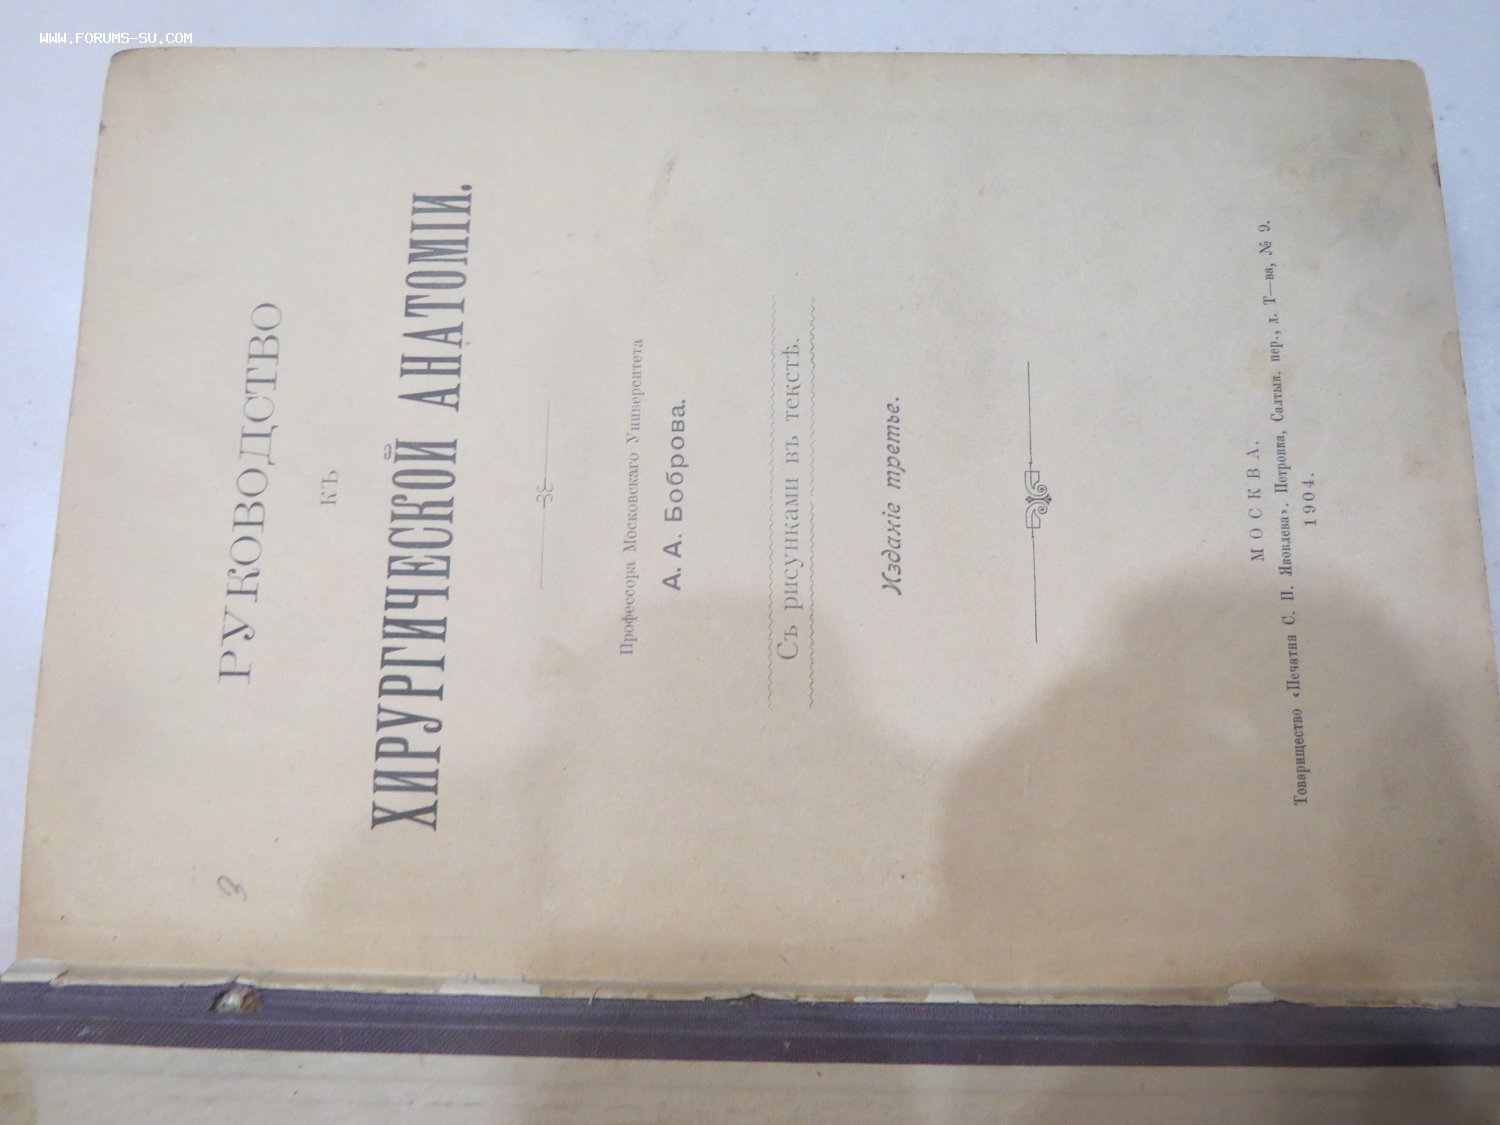 WWW.FORUMS-SU.COM
3
РУКОВОДСТВО
КЪ
ХИРУРГИЧЕСКОЙ АНАТОМІИ.
Профессора Московскаго Университета
А. А. Боброва.
Съ рисунками въ текстѣ.
Изданіе третье.
МОСКВА.
Товарищество «Печатня С. П. Яковлева». Петровка, Салтык. пер., д. Т—ва, № 9.
1904.